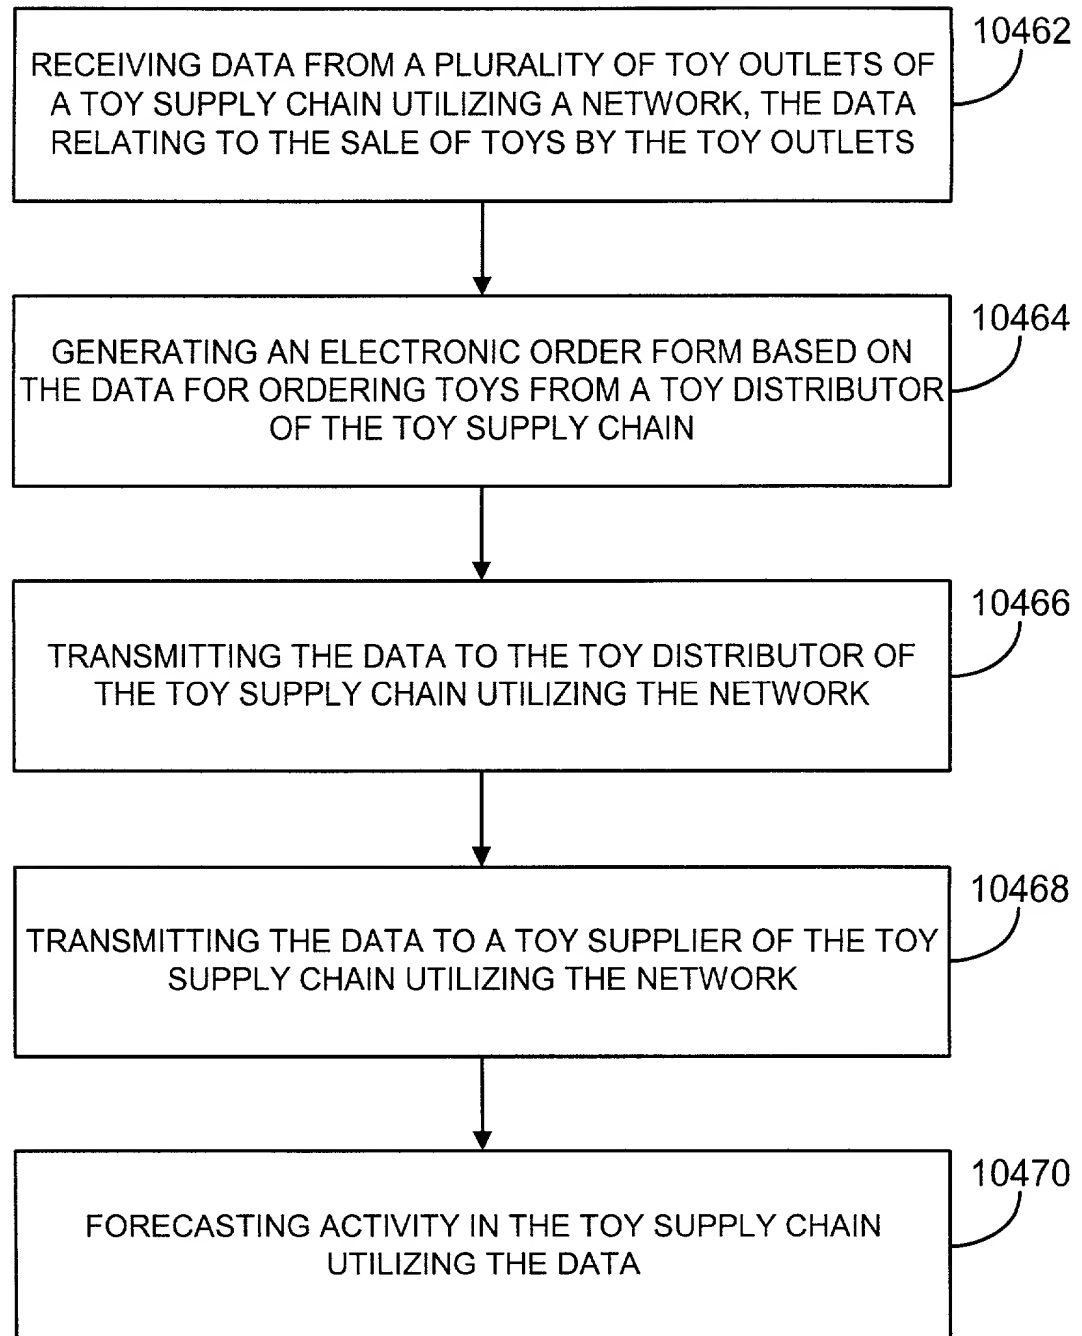 10462
RECEIVING DATA FROM A PLURALITY OF TOY OUTLETS OF
A TOY SUPPLY CHAIN UTILIZING A NETWORK, THE DATA
RELATING TO THE SALE OF TOYS BY THE TOY OUTLETS
10464
GENERATING AN ELECTRONIC ORDER FORM BASED ON
THE DATA FOR ORDERING TOYS FROM A TOY DISTRIBUTOR
OF THE TOY SUPPLY CHAIN
10466
TRANSMITTING THE DATA TO THE TOY DISTRIBUTOR OF
THE TOY SUPPLY CHAIN UTILIZING THE NETWORK
10468
TRANSMITTING THE DATA TO A TOY SUPPLIER OF THE TOY
SUPPLY CHAIN UTILIZING THE NETWORK
10470
FORECASTING ACTIVITY IN THE TOY SUPPLY CHAIN
UTILIZING THE DATA